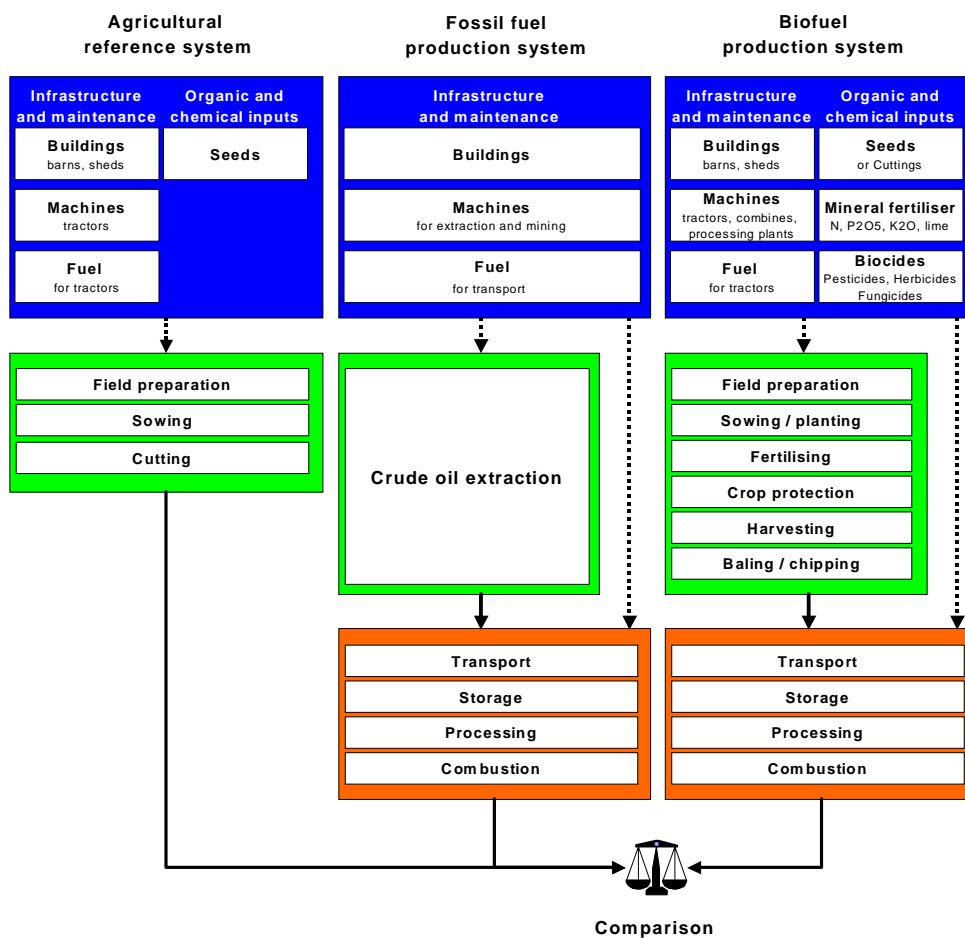 Agricultural
reference system
Fossil fuel
production system
Biofuel
production system
Infrastructure
and maintenance
Organic and
chemical inputs
Buildings
barns, sheds
Seeds
Machines
tractors
Fuel
for tractors
Infrastructure
and maintenance
Buildings
Machines
for extraction and mining
Fuel
for transport
Infrastructure
and maintenance
Organic and
chemical inputs
Buildings
barns, sheds
Seeds
or Cuttings
Machines
tractors, combines,
processing plants
Mineral fertiliser
N, P2O5, K2O, lime
Fuel
for tractors
Biocides
Pesticides, Herbicides
Fungicides
Field preparation
Sowing
Cutting
Crude oil extraction
Field preparation
Sowing / planting
Fertilising
Crop protection
Harvesting
Baling / chipping
Transport
Storage
Processing
Combustion
Transport
Storage
Processing
Combustion
Comparison